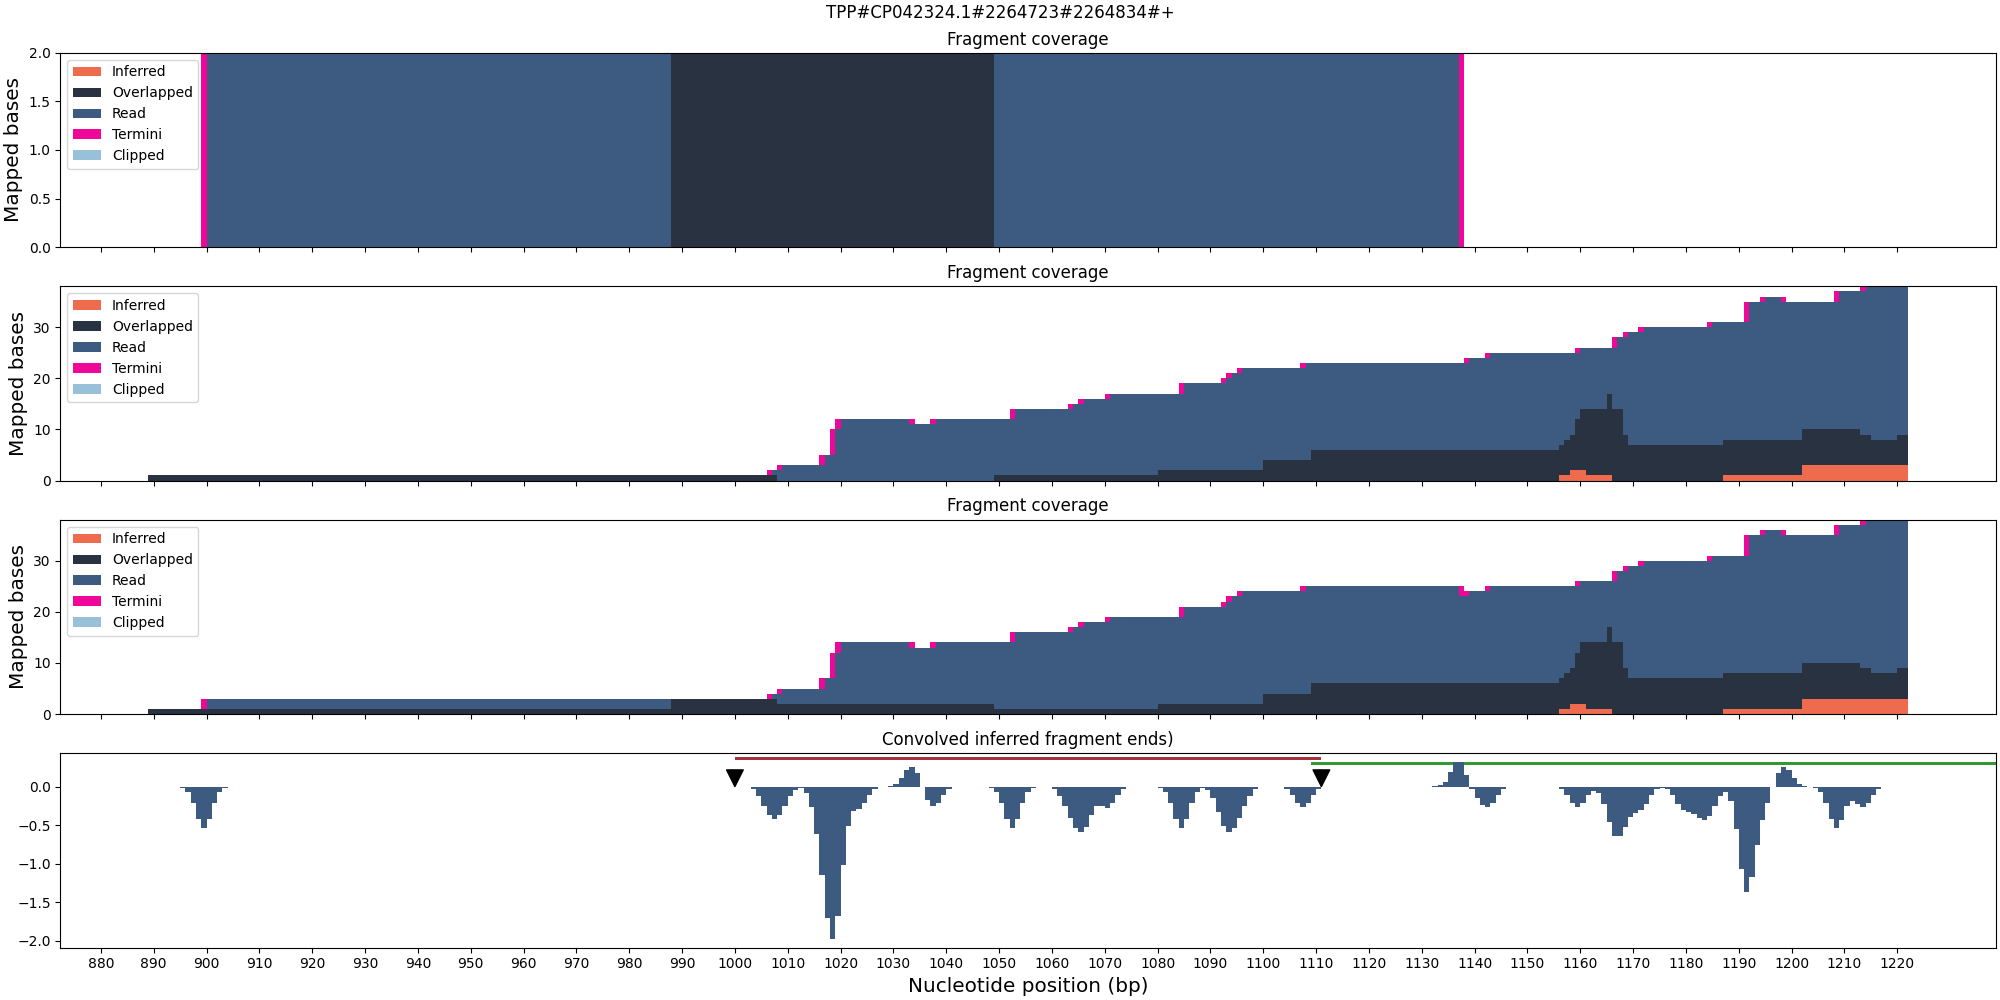 TPP#CP042324.1#2264723#2264834#+
Fragment coverage
Mapped bases
2.0
1.5
1.0
0.5
0.0
Inferred
Overlapped
Read
Termini
Clipped
Fragment coverage
Mapped bases
30
20
10
0
Inferred
Overlapped
Read
Termini
Clipped
Fragment coverage
Mapped bases
30
20
10
0
Inferred
Overlapped
Read
Termini
Clipped
Convolved inferred fragment ends)
0.0
−0.5
−1.0
−1.5
−2.0
880 890 900 910 920 930 940 950 960 970 980 990 1000 1010 1020 1030 1040 1050 1060 1070 1080 1090 1100 1110 1120 1130 1140 1150 1160 1170 1180 1190 1200 1210 1220
Nucleotide position (bp)